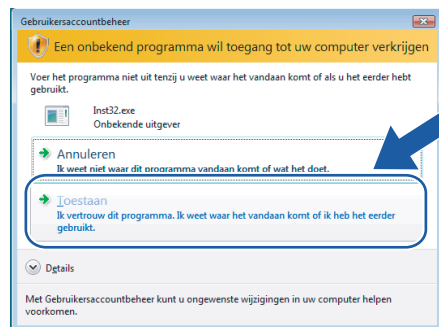 Gebruikersaccountbeheer
Een onbekend programma wil toegang tot uw computer verkrijgen
Voer het programma niet uit tenzij u weet waar het vandaan komt of als u het eerder hebt
gebruikt.
Inst32.exe
Onbekende uitgever
Annuleren
Ik weet niet waar dit programma vandaan komt of wat het doet.
Toestaan
Ik vertrouw dit programma. Ik weet waar het vandaan komt of ik heb het eerder
gebruikt.
Details
Met Gebruikersaccountbeheer kunt u ongewenste wijzigingen in uw computer helpen
voorkomen.